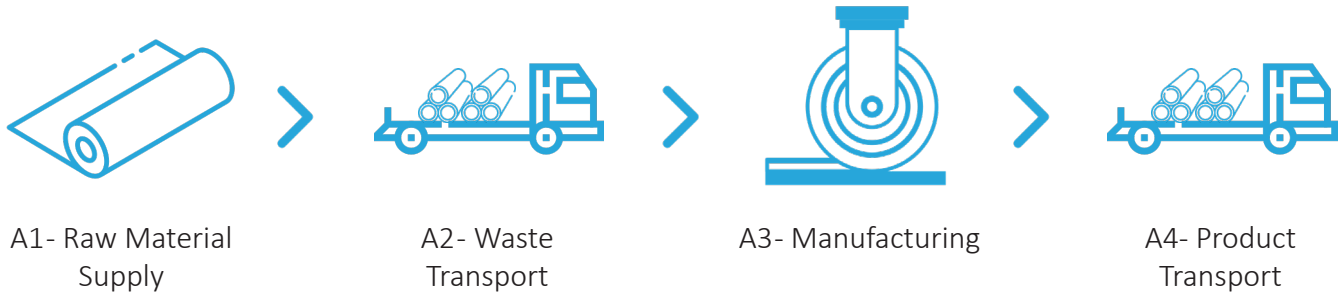 A1- Raw Material
Supply
A2- Waste
Transport
A3- Manufacturing
A4- Product
Transport